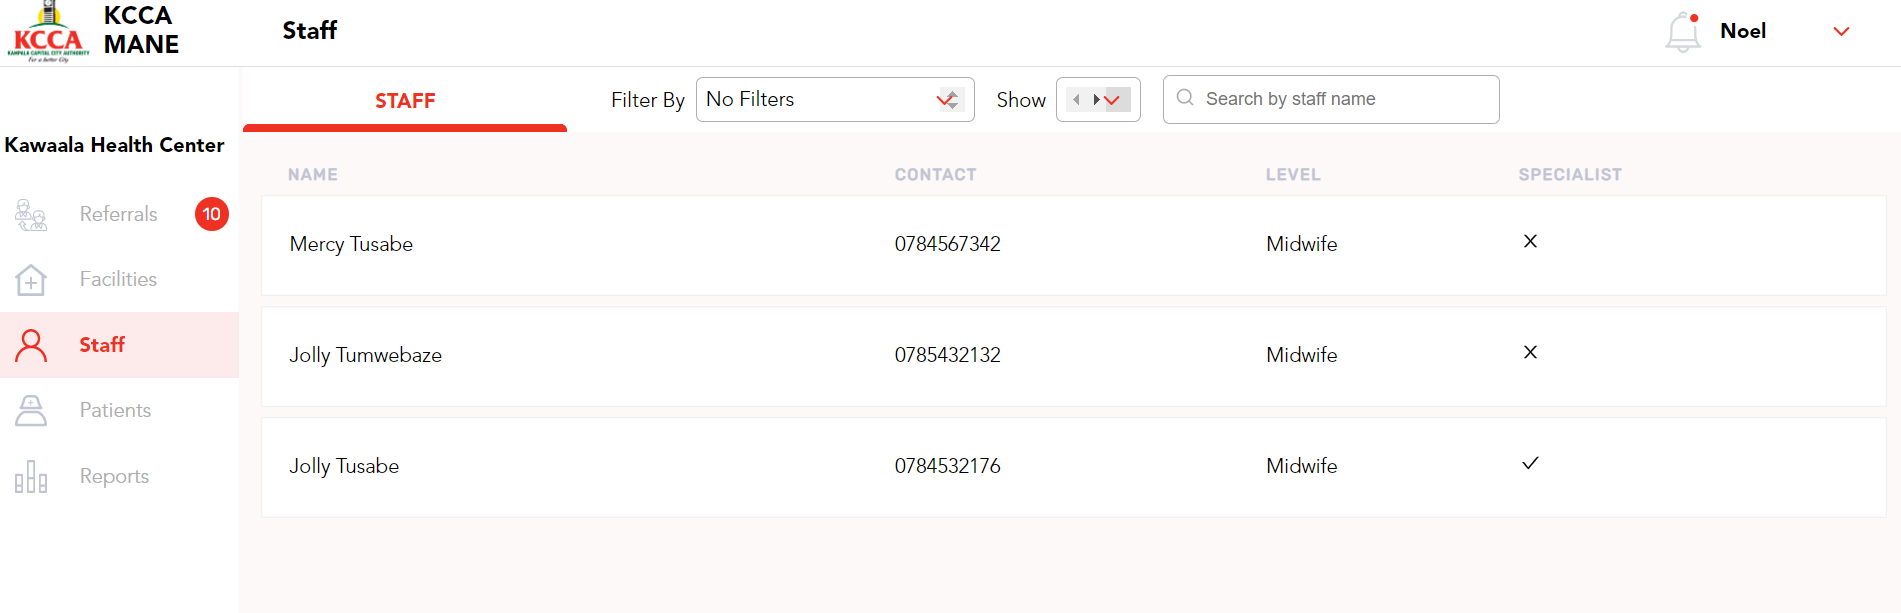 KCCA
KAMPALA CAPITAL CITY AUTHORITY
For a better City
KCCA
MANE
Staff
Noel
STAFF
Filter By
No Filters
Show
Search by staff name
Kawaala Health Center
Referrals
10
Facilities
Staff
Patients
Reports
NAME CONTACT LEVEL SPECIALIST
Mercy Tusabe 0784567342 Midwife
Jolly Tumwebaze 0785432132 Midwife
Jolly Tusabe 0784532176 Midwife